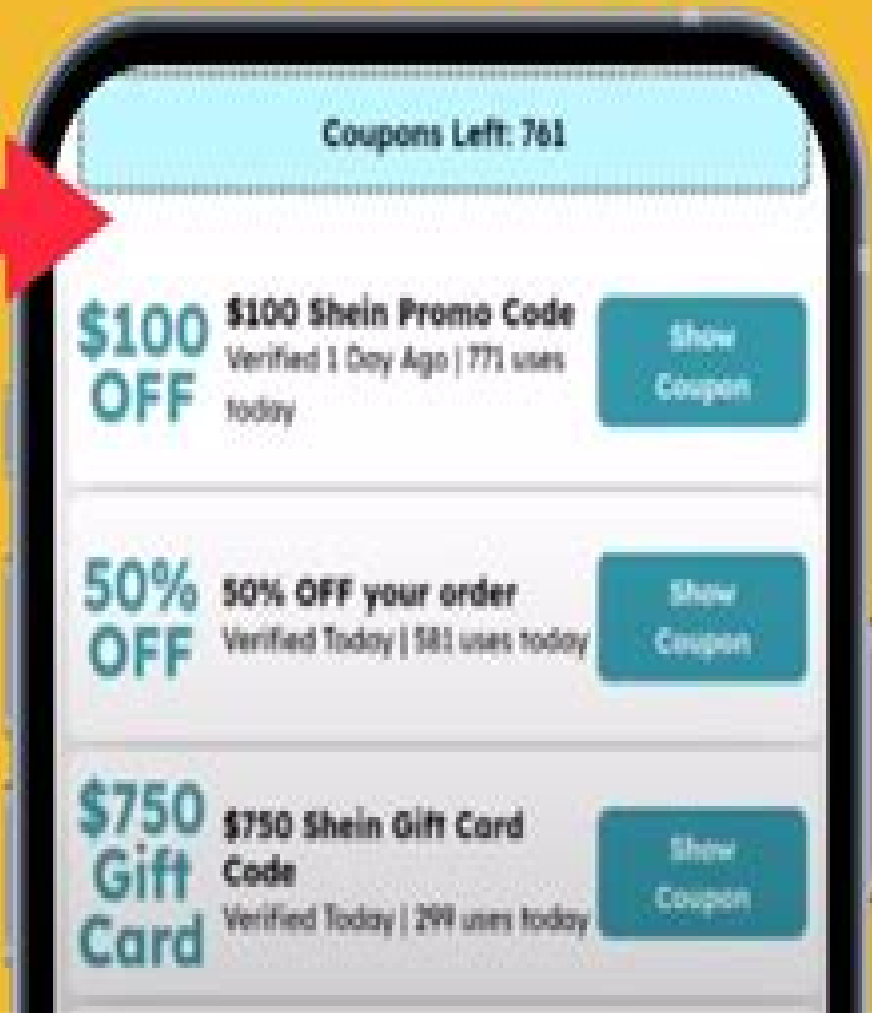 Coupons Left: 761
$100
OFF
$100 Shein Promo Code
Verified 1 Day Ago | 771 uses
today
Show
Coupon
50%
OFF
50% OFF your order
Verified Today | 581 uses today
Show
Coupon
$750
Gift
Card
$750 Shein Gift Card
Code
Verified Today | 299 uses today
Show
Coupon